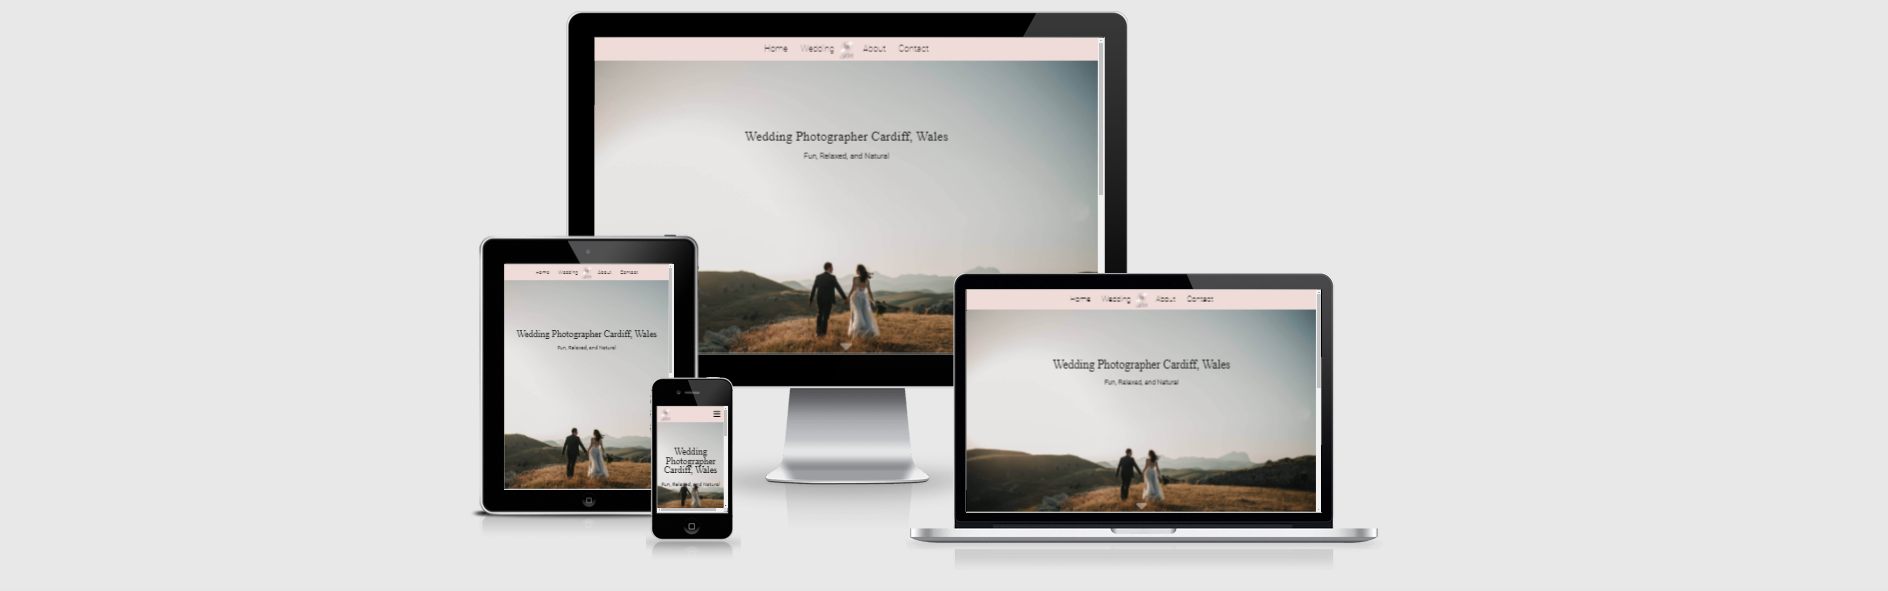 Home Wedding About Contact
Wedding Photographer Cardiff, Wales
Fun, Relaxed, and Natural
Home Wedding About Contact
Wedding Photographer Cardiff, Wales
Fun, Relaxed, and Natural
Wedding
Photographer
Cardiff, Wales
Fun, Relaxed, and Natural
Home Wedding About Contact
Wedding Photographer Cardiff, Wales
Fun, Relaxed, and Natural